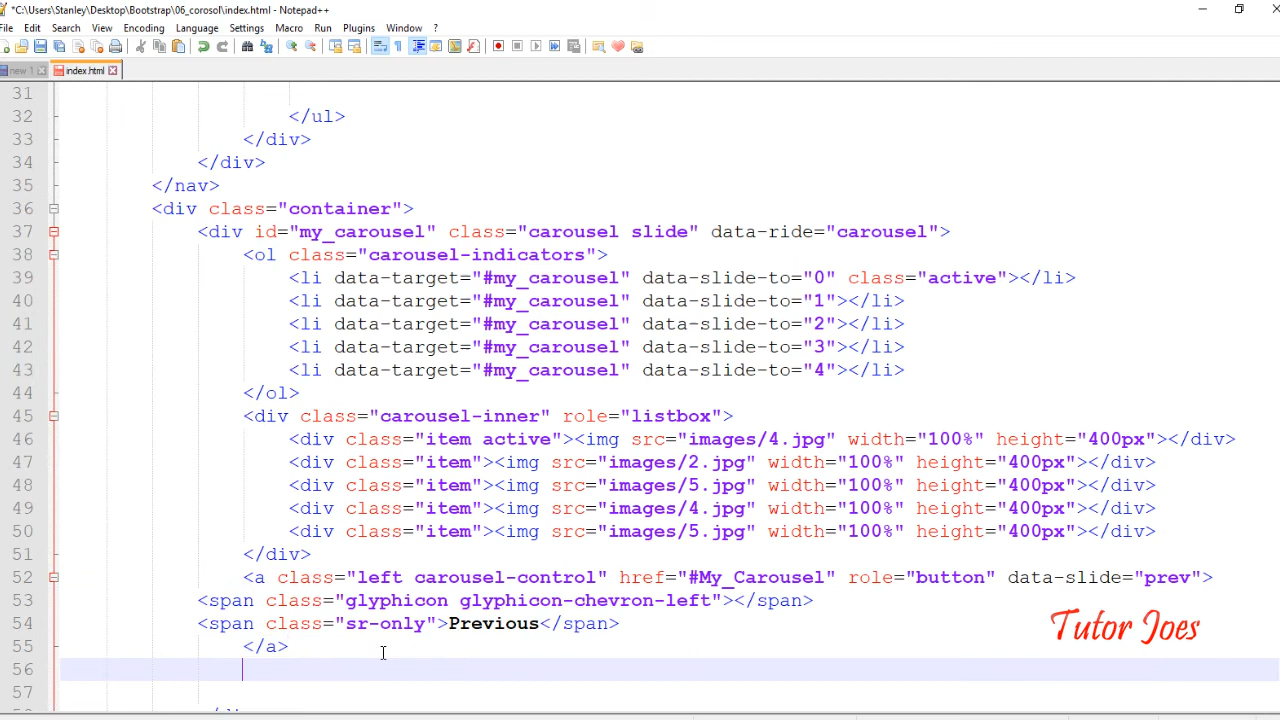 *C:\Users\Stanley\Desktop\Bootstrap\06_corosol\index.html - Notepad++
File Edit Search View Encoding Language Settings Macro Run Plugins Window ?
new 1 index.html
31
32 </ul>
33 </div>
34 </div>
35 </nav>
36 <div class="container">
37 <div id="my_carousel" class="carousel slide" data-ride="carousel">
38 <ol class="carousel-indicators">
39 <li data-target="#my_carousel" data-slide-to="0" class="active"></li>
40 <li data-target="#my_carousel" data-slide-to="1"></li>
41 <li data-target="#my_carousel" data-slide-to="2"></li>
42 <li data-target="#my_carousel" data-slide-to="3"></li>
43 <li data-target="#my_carousel" data-slide-to="4"></li>
44 </ol>
45 <div class="carousel-inner" role="listbox">
46 <div class="item active"><img src="images/4.jpg" width="100%" height="400px"></div>
47 <div class="item"><img src="images/2.jpg" width="100%" height="400px"></div>
48 <div class="item"><img src="images/5.jpg" width="100%" height="400px"></div>
49 <div class="item"><img src="images/4.jpg" width="100%" height="400px"></div>
50 <div class="item"><img src="images/5.jpg" width="100%" height="400px"></div>
51 </div>
52 <a class="left carousel-control" href="#My_Carousel" role="button" data-slide="prev">
53 <span class="glyphicon glyphicon-chevron-left"></span>
54 <span class="sr-only">Previous</span>
55 </a>
56
57
Tutor Joes